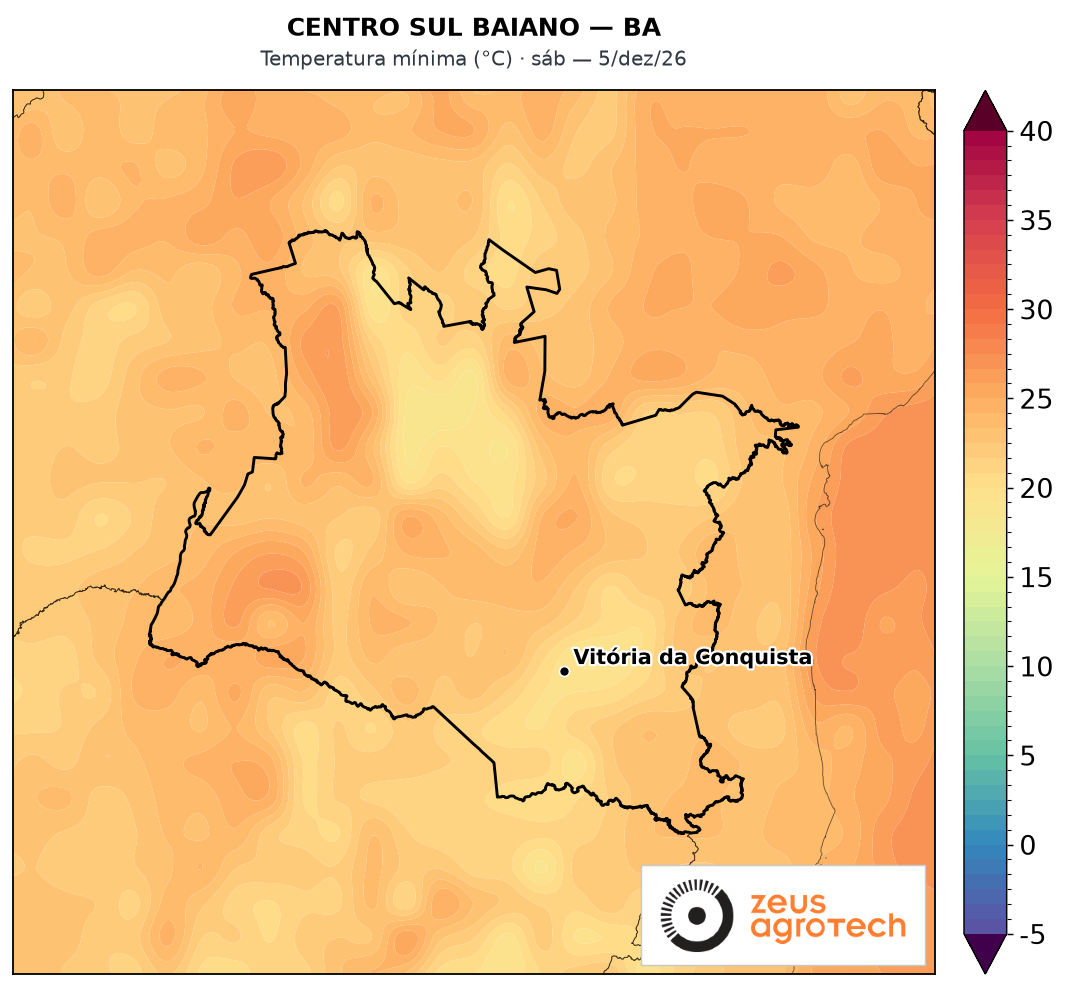 CENTRO SUL BAIANO — BA
Temperatura mínima (°C) · sáb — 5/dez/26
40
35
30
25
20
15
10
5
0
-5
Vitória da Conquista
zeus
agrotech